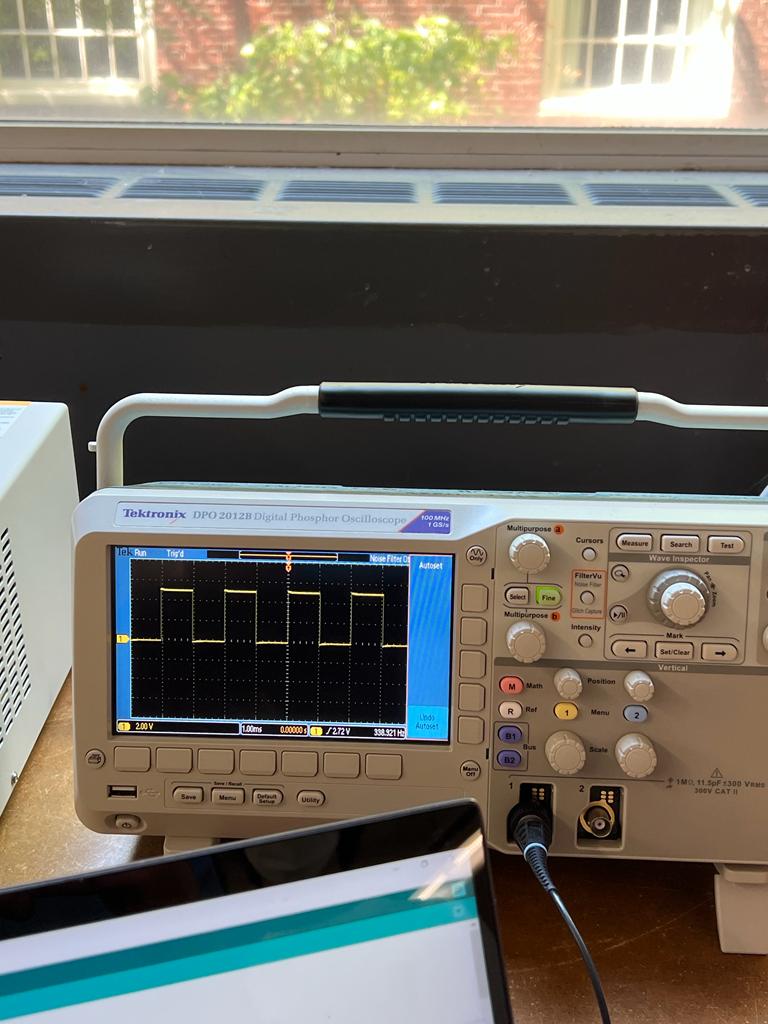 Tektronix DPO 2012B Digital Phosphor Oscilloscope
100 MHz
1 GS/s
Tek Run Trig'd
Noise Filter Of
Autoset
1
1 2.00 V
1.00ms 0.00000 s
1 / 2.72 V
338.921 Hz
Undo
Autoset
Only
Menu
Off
Save / Recall
Save
Menu
Default
Setup
Utility
Multipurpose a
Cursors
Measure
Search
Test
Wave Inspector
Select
Fine
FilterVu
Noise Filter
Glitch Capture
Multipurpose b
Intensity
Mark
←
Set/Clear
→
Vertical
M Math
Position
R Ref
1
Menu
2
B1
Bus
B2
Scale
1
2
1MΩ, 11.5pF ±300 VRMS
300V CAT II